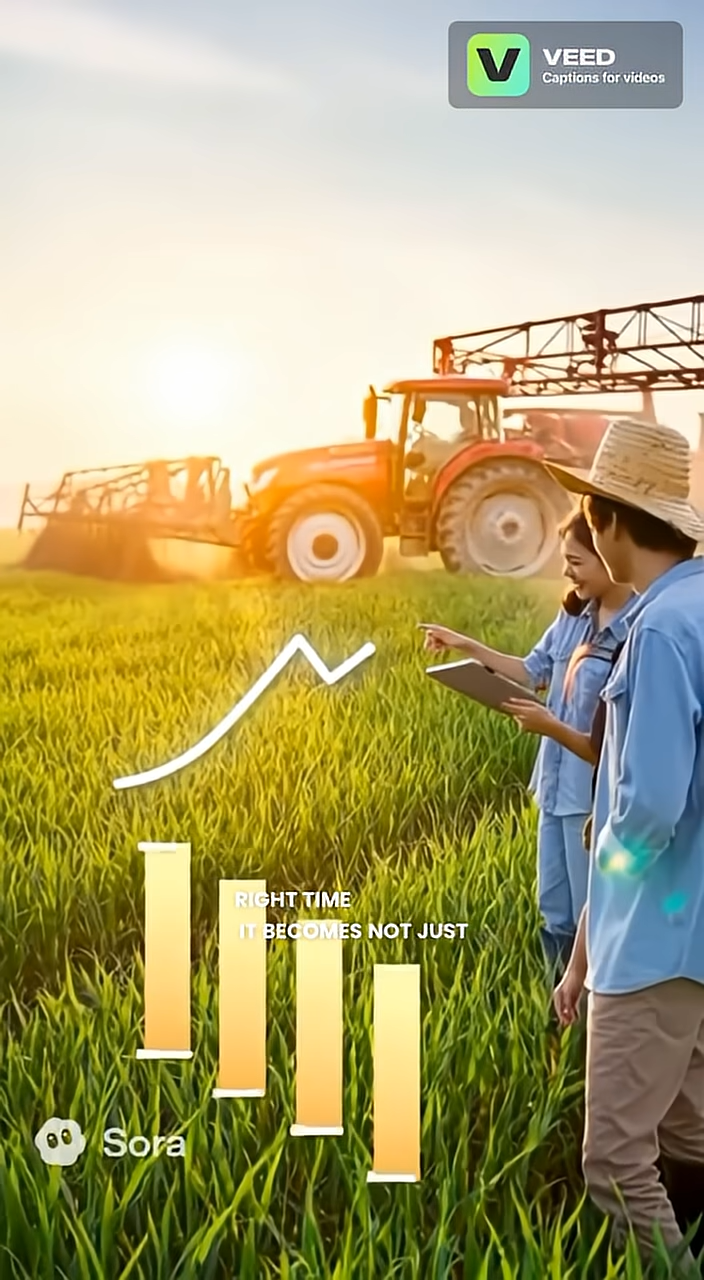 VEED
Captions for videos
RIGHT TIME
IT BECOMES NOT JUST
Sora